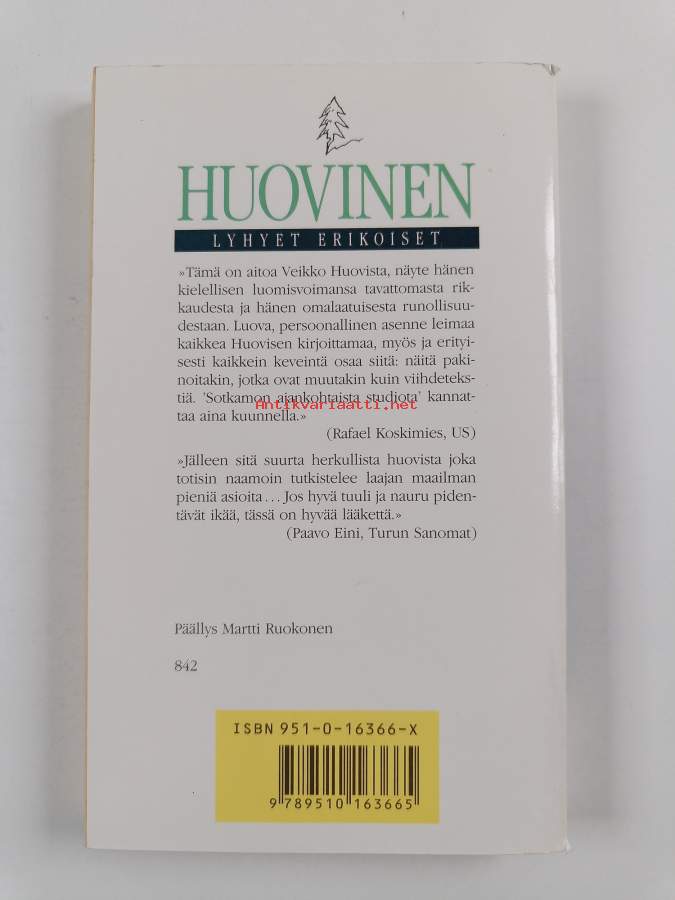 HUOVINEN
LYHYET ERIKOISET
»Tämä on aitoa Veikko Huovista, näyte hänen
kielellisen luomisvoimansa tavattomasta rik-
kaudesta ja hänen omalaatuisesta runollisuu-
destaan. Luova, persoonallinen asenne leimaa
kaikkea Huovisen kirjoittamaa, myös ja erityi-
sesti kaikkein keveintä osaa siitä: näitä paki-
noitakin, jotka ovat muutakin kuin viihdeteks-
tiä. 'Sotkamon ajankohtaista studiota' kannat-
Antikvariaatti.net
taa aina kuunnella.»
(Rafael Koskimies, US)
»Jälleen sitä suurta herkullista huovista joka
totisin naamoin tutkistelee laajan maailman
pieniä asioita... Jos hyvä tuuli ja nauru piden-
tävät ikää, tässä on hyvää lääkettä.»
(Paavo Eini, Turun Sanomat)
Päällys Martti Ruokonen
842
ISBN 951-0-16366-X
9 789510 163665